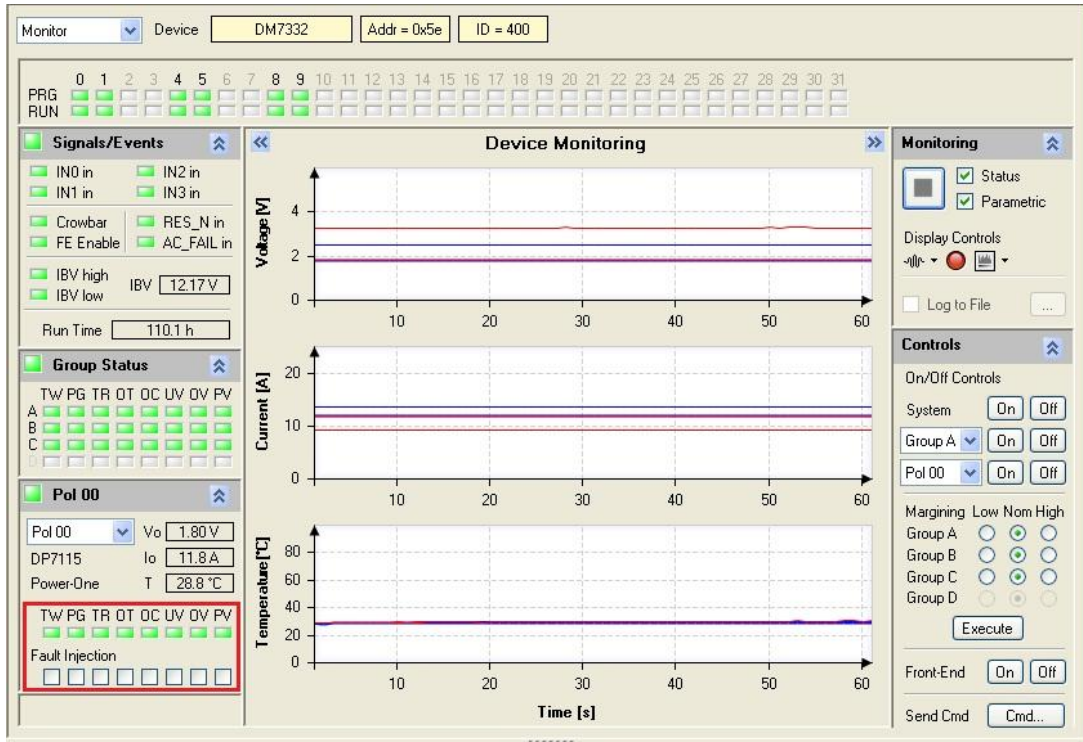 Monitor Device DM7332 Addr = 0x5e ID = 400
0 1 2 3 4 5 6 7 8 9 10 11 12 13 14 15 16 17 18 19 20 21 22 23 24 25 26 27 28 29 30 31
PRG
RUN
Signals/Events
IN0 in IN2 in
IN1 in IN3 in
Crowbar RES_N in
FE Enable AC_FAIL in
IBV high
IBV low
IBV 12.17 V
Run Time 110.1 h
Group Status
TW PG TR OT OC UV OV PV
A
B
C
D
Pol 00
Pol 00 Vo 1.80 V
DP7115 Io 11.8 A
Power-One T 28.8 °C
TW PG TR OT OC UV OV PV
Fault Injection
Device Monitoring
Voltage [V]
4
2
0
10 20 30 40 50 60
Current [A]
20
10
0
10 20 30 40 50 60
Temperature [°C]
80
60
40
20
0
10 20 30 40 50 60
Time [s]
Monitoring
Status
Parametric
Display Controls
Log to File ...
Controls
On/Off Controls
System On Off
Group A On Off
Pol 00 On Off
Margining Low Nom High
Group A
Group B
Group C
Group D
Execute
Front-End On Off
Send Cmd Cmd...